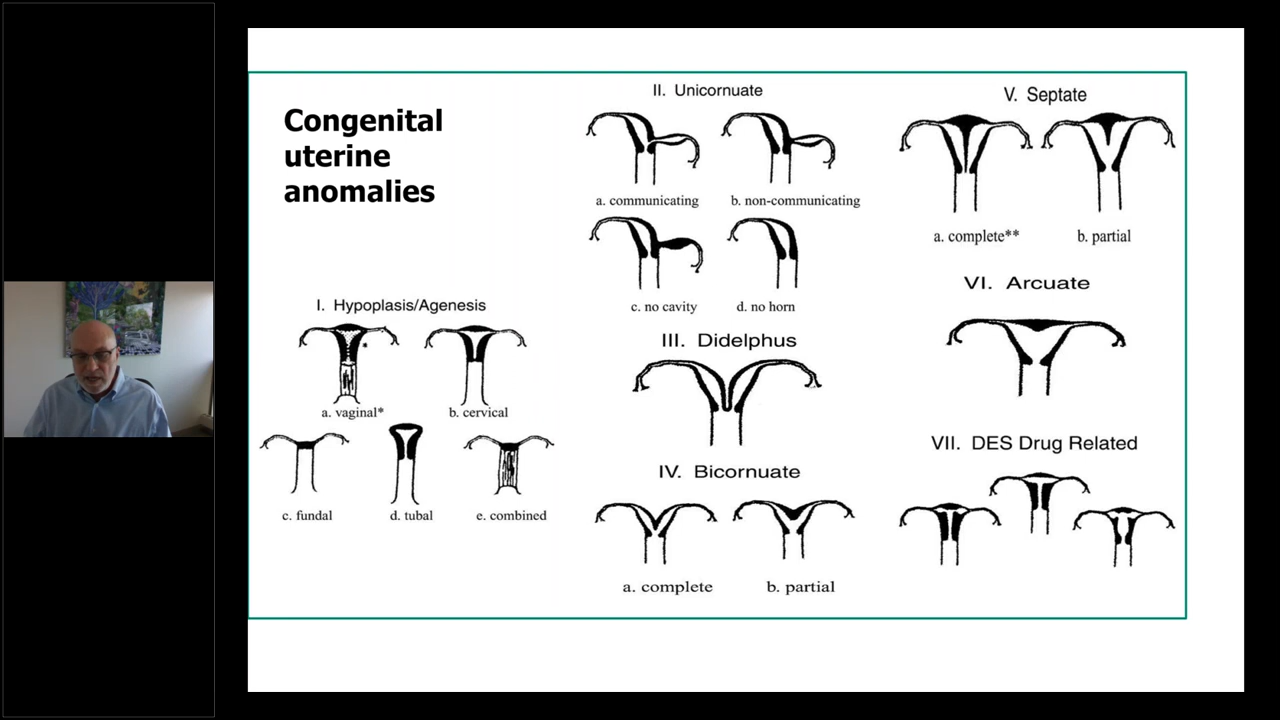 Congenital
uterine
anomalies
I. Hypoplasis/Agenesis
a. vaginal*
b. cervical
c. fundal
d. tubal
e. combined
II. Unicornuate
a. communicating
b. non-communicating
c. no cavity
d. no horn
III. Didelphus
IV. Bicornuate
a. complete
b. partial
V. Septate
a. complete**
b. partial
VI. Arcuate
VII. DES Drug Related